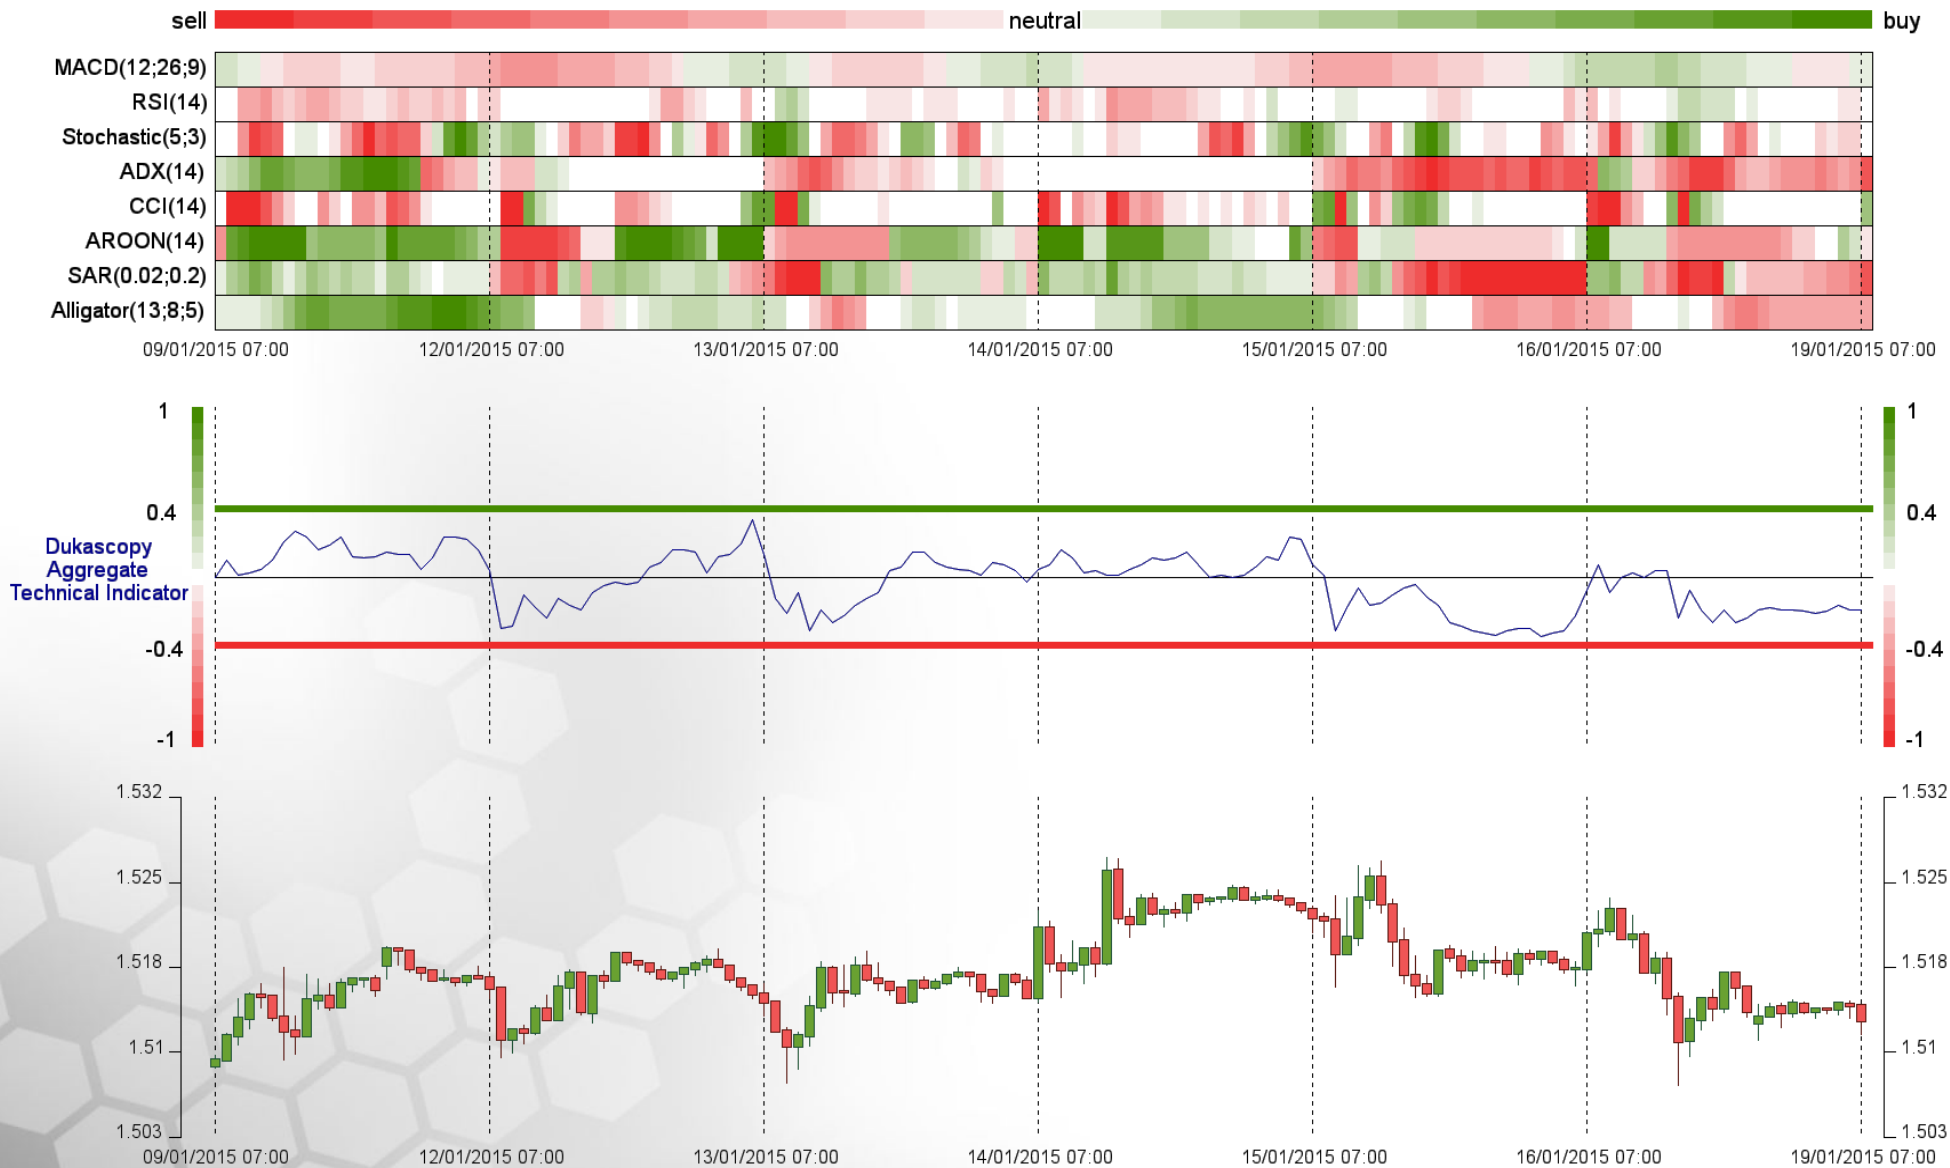 sell neutral buy
MACD(12;26;9)
RSI(14)
Stochastic(5;3)
ADX(14)
CCI(14)
AROON(14)
SAR(0.02;0.2)
Alligator(13;8;5)
09/01/2015 07:00 12/01/2015 07:00 13/01/2015 07:00 14/01/2015 07:00 15/01/2015 07:00 16/01/2015 07:00 19/01/2015 07:00
1 1
0.4 0.4
Dukascopy
Aggregate
Technical Indicator
-0.4 -0.4
-1 -1
1.532 1.532
1.525 1.525
1.518 1.518
1.51 1.51
1.503 1.503
09/01/2015 07:00 12/01/2015 07:00 13/01/2015 07:00 14/01/2015 07:00 15/01/2015 07:00 16/01/2015 07:00 19/01/2015 07:00